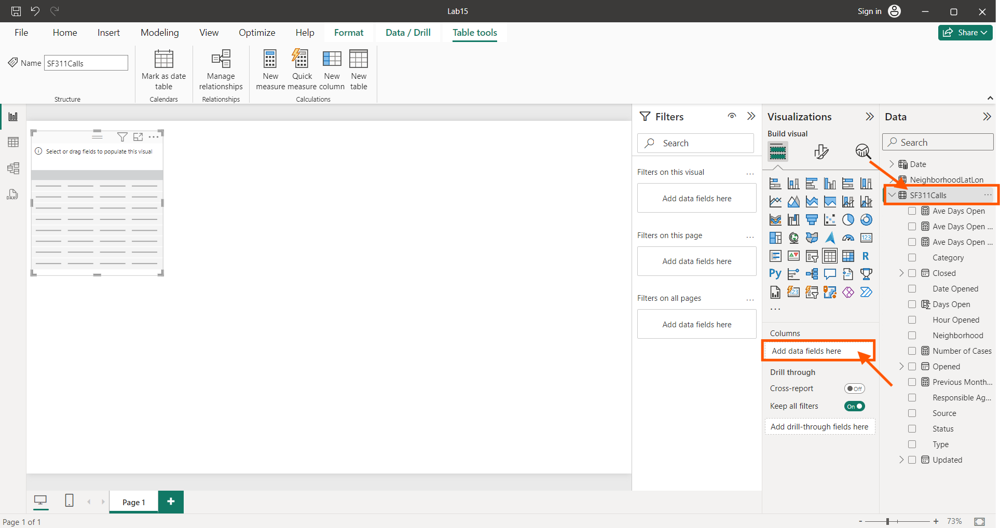 Lab15
Sign in
File Home Insert Modeling View Optimize Help Format Data / Drill Table tools
Share
Name SF311Calls
Mark as date
table
Manage
relationships
New
measure
Quick
measure
New
column
New
table
Structure Calendars Relationships Calculations
Select or drag fields to populate this visual
Filters
Search
Filters on this visual ...
Add data fields here
Filters on this page ...
Add data fields here
Filters on all pages ...
Add data fields here
Visualizations
Build visual
123
R
Py
123
...
Columns
Add data fields here
Drill through
Cross-report Off
Keep all filters On
Add drill-through fields here
Data
Search
Date
NeighborhoodLatLon
SF311Calls ...
Ave Days Open
Ave Days Open ...
Ave Days Open ...
Category
Closed
Date Opened
Days Open
Hour Opened
Neighborhood
Number of Cases
Opened
Previous Month...
Responsible Ag...
Source
Status
Type
Updated
DAX
Page 1
+
Page 1 of 1
- + 73%